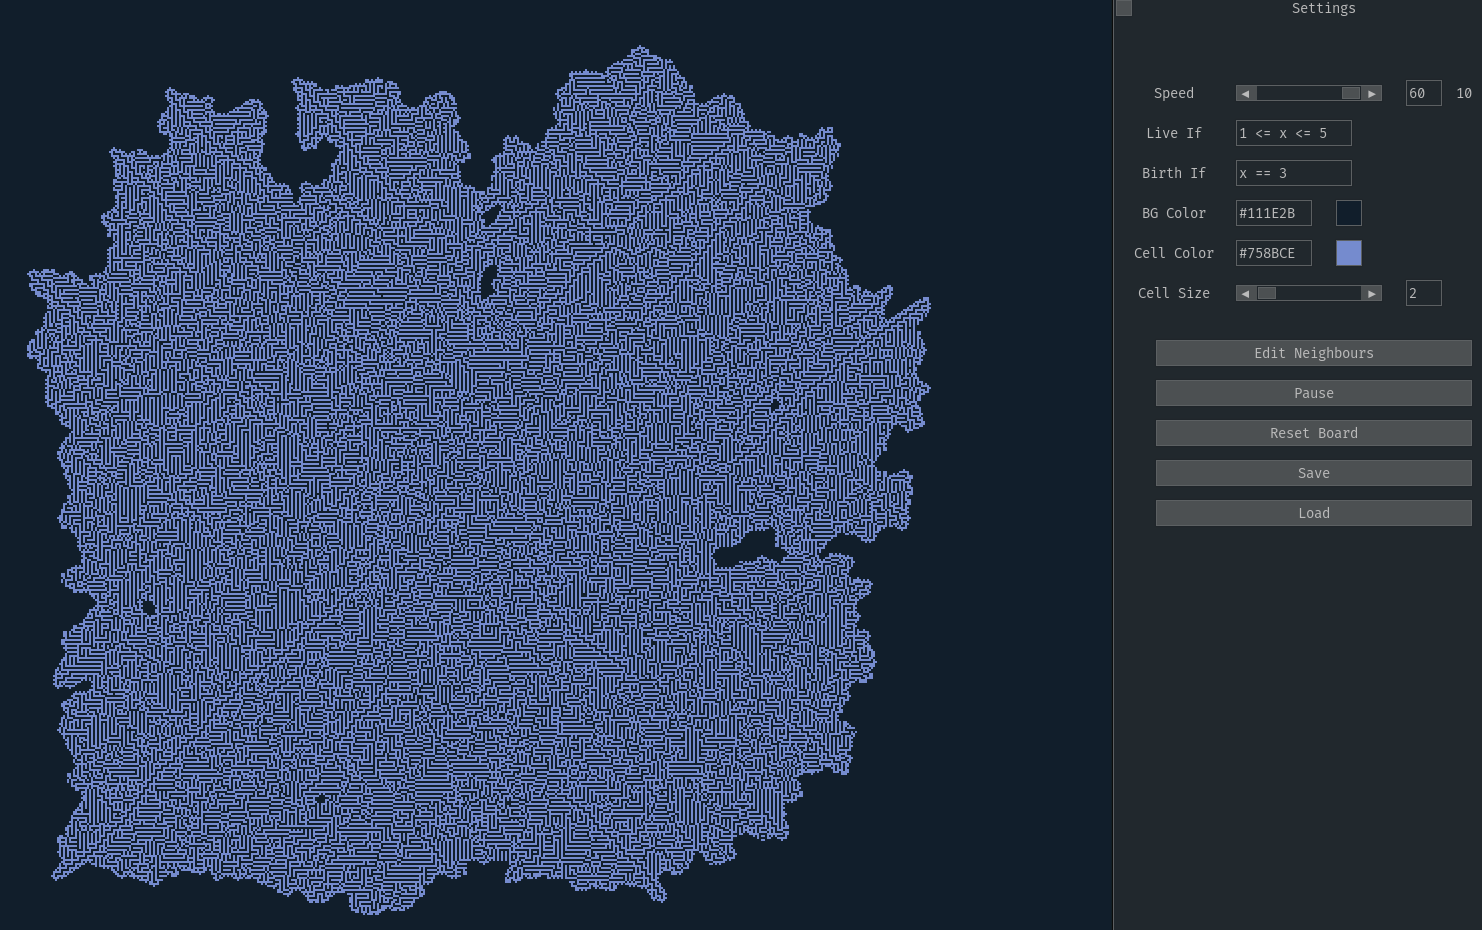 Settings
Speed 60 10
Live If 1 <= x <= 5
Birth If x == 3
BG Color #111E2B
Cell Color #758BCE
Cell Size 2
Edit Neighbours
Pause
Reset Board
Save
Load